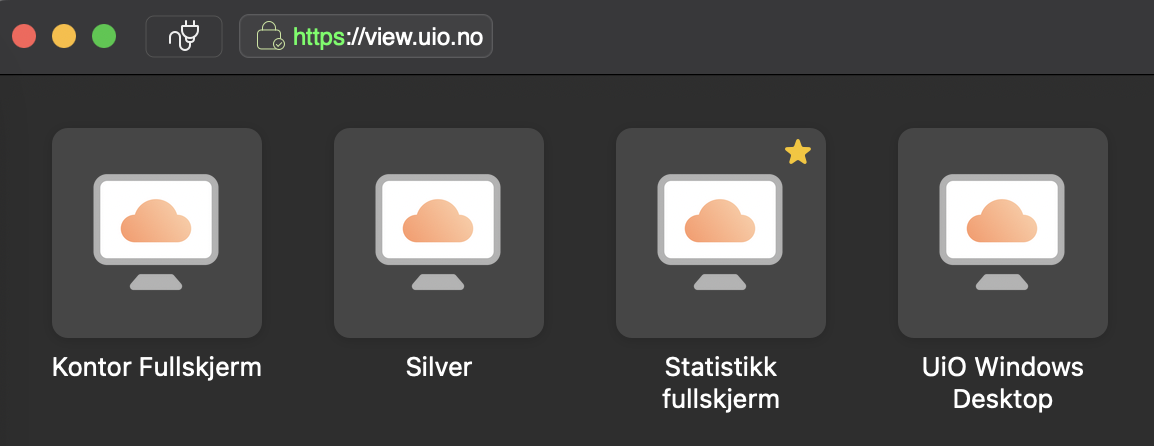 https://view.uio.no
Kontor Fullskjerm
Silver
Statistikk
fullskjerm
UiO Windows
Desktop